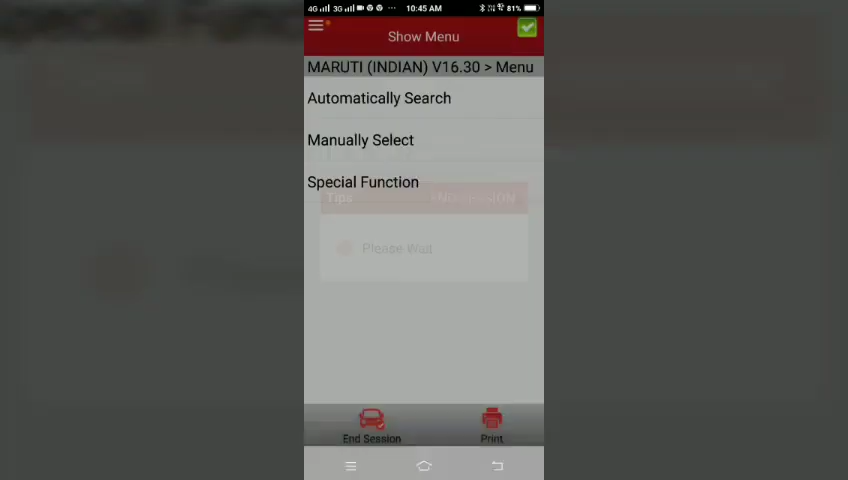 4G 3G 10:45 AM 81%
Show Menu
MARUTI (INDIAN) V16.30 > Menu
Automatically Search
Manually Select
Special Function
Tips
Please Wait
End Session Print